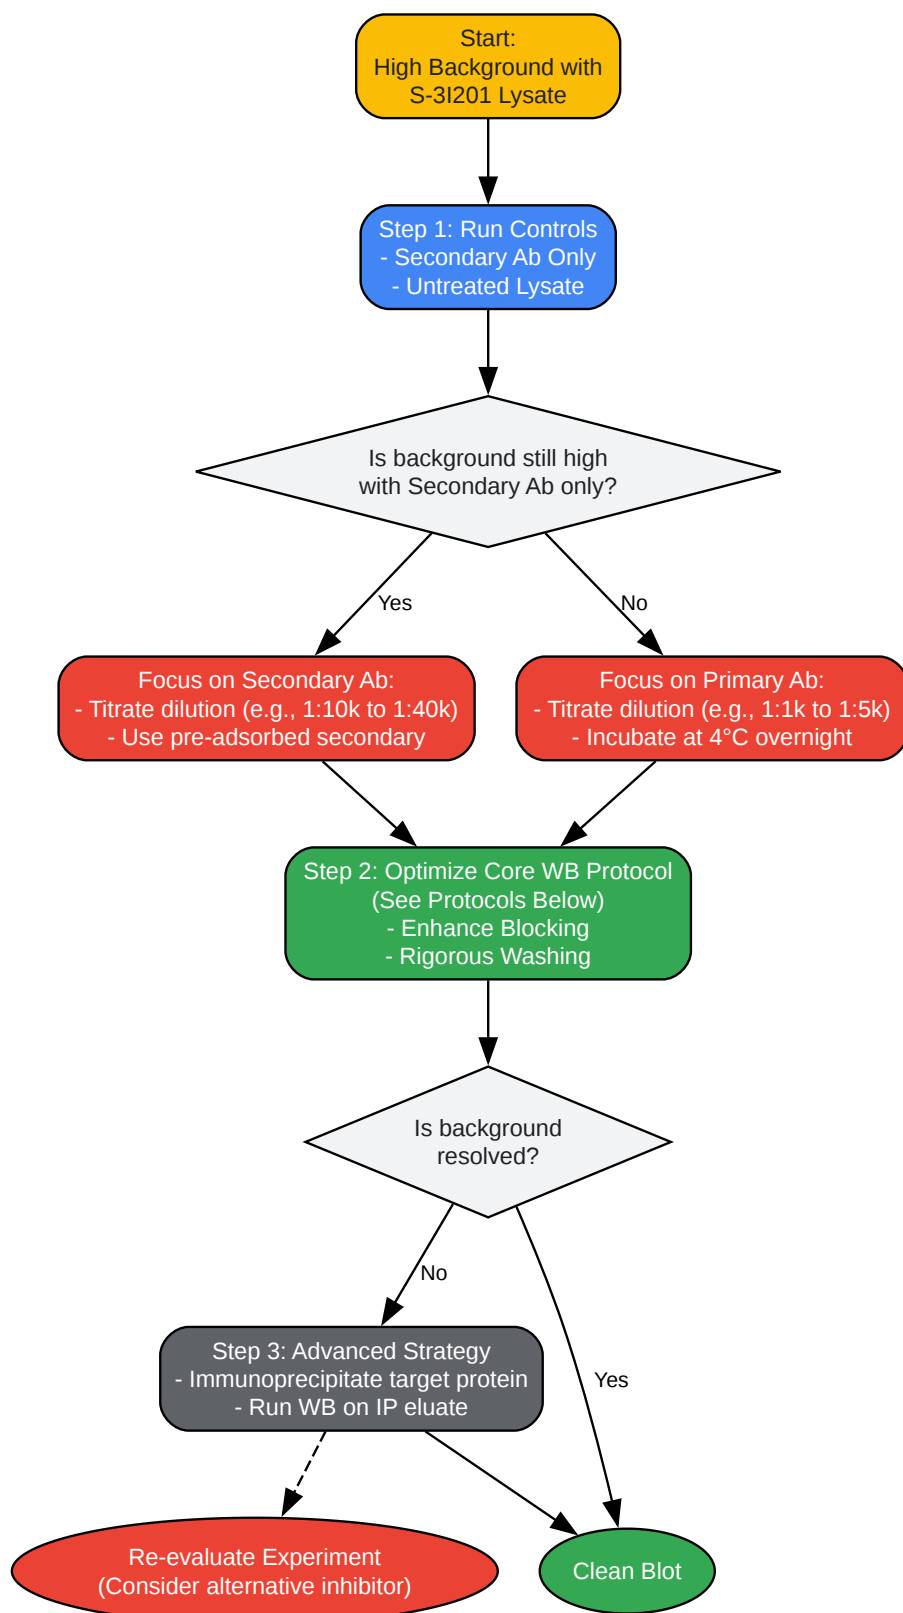 Start:
High Background with
S-3I201 Lysate
Step 1: Run Controls
- Secondary Ab Only
- Untreated Lysate
Is background still high
with Secondary Ab only?
Yes
No
Focus on Secondary Ab:
- Titrate dilution (e.g., 1:10k to 1:40k)
- Use pre-adsorbed secondary
Focus on Primary Ab:
- Titrate dilution (e.g., 1:1k to 1:5k)
- Incubate at 4°C overnight
Step 2: Optimize Core WB Protocol
(See Protocols Below)
- Enhance Blocking
- Rigorous Washing
Is background
resolved?
No
Yes
Step 3: Advanced Strategy
- Immunoprecipitate target protein
- Run WB on IP eluate
Re-evaluate Experiment
(Consider alternative inhibitor)
Clean Blot